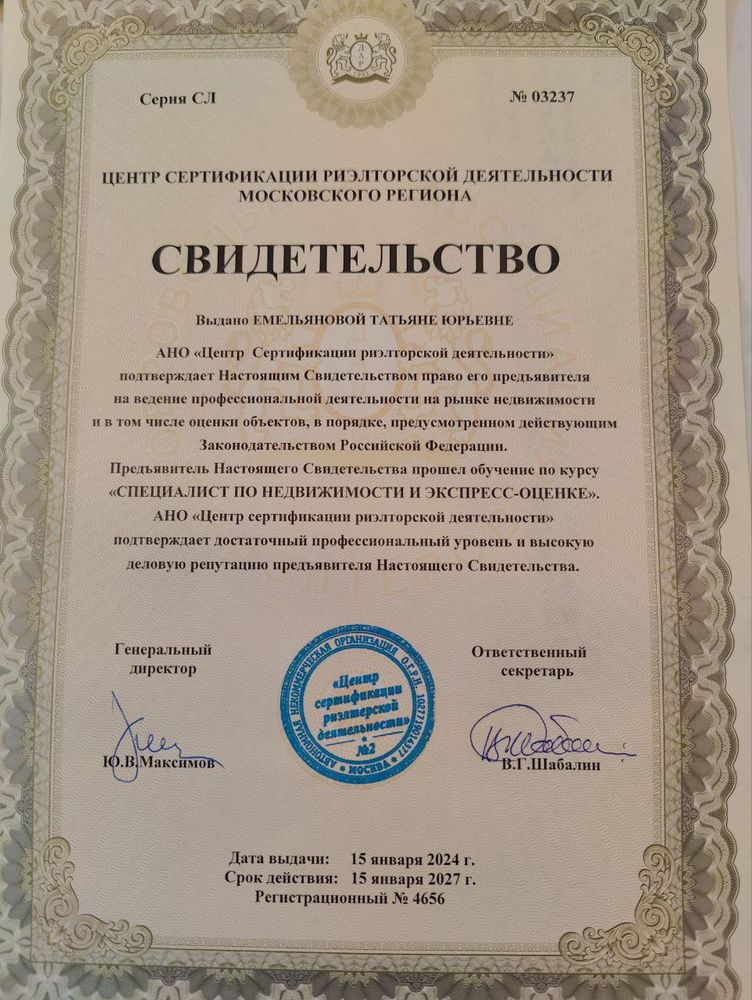 Серия СЛ
№ 03237
ЦЕНТР СЕРТИФИКАЦИИ РИЭЛТОРСКОЙ ДЕЯТЕЛЬНОСТИ
МОСКОВСКОГО РЕГИОНА
СВИДЕТЕЛЬСТВО
Выдано ЕМЕЛЬЯНОВОЙ ТАТЬЯНЕ ЮРЬЕВНЕ
АНО «Центр Сертификации риэлторской деятельности»
подтверждает Настоящим Свидетельством право его предъявителя
на ведение профессиональной деятельности на рынке недвижимости
и в том числе оценки объектов, в порядке, предусмотренном действующим
Законодательством Российской Федерации.
Предъявитель Настоящего Свидетельства прошел обучение по курсу
«СПЕЦИАЛИСТ ПО НЕДВИЖИМОСТИ И ЭКСПРЕСС-ОЦЕНКЕ».
АНО «Центр сертификации риэлторской деятельности»
подтверждает достаточный профессиональный уровень и высокую
деловую репутацию предъявителя Настоящего Свидетельства.
Генеральный
директор
Ю.В.Максимов
АВТОНОМНАЯ НЕКОММЕРЧЕСКАЯ ОРГАНИЗАЦИЯ
МОСКВА
«Центр
сертификации
риэлтерской
деятельности»
№2
Ответственный
секретарь
В.Г.Шабалин
Дата выдачи: 15 января 2024 г.
Срок действия: 15 января 2027 г.
Регистрационный № 4656